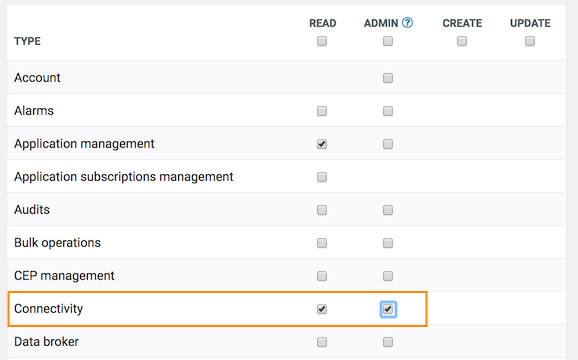 READ ADMIN ? CREATE UPDATE
TYPE
Account
Alarms
Application management
Application subscriptions management
Audits
Bulk operations
CEP management
Connectivity
Data broker